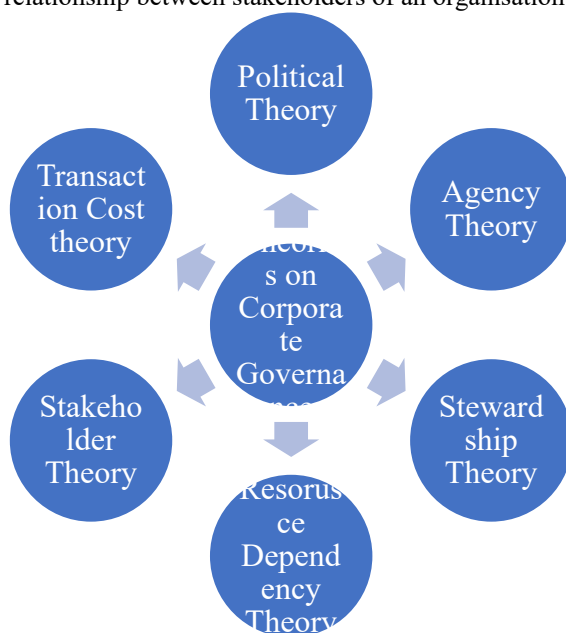 relationship between stakeholders of an organisation
Political
Theory
Agency
Theory
Steward
ship
Theory
Resorus
ce
Depend
ency
Theory
Stakeho
lder
Theory
Transact
ion Cost
theory
s on
Corpora
te
Governa